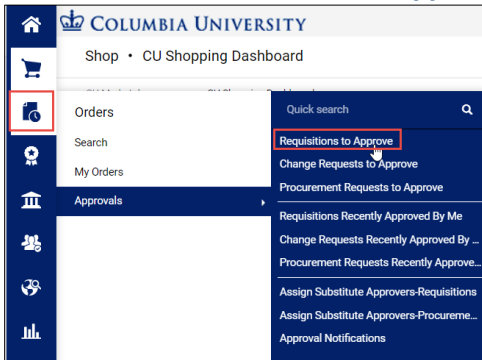 COLUMBIA UNIVERSITY
Shop • CU Shopping Dashboard
Orders
Search
My Orders
Approvals
Quick search
Requisitions to Approve
Change Requests to Approve
Procurement Requests to Approve
Requisitions Recently Approved By Me
Change Requests Recently Approved By ...
Procurement Requests Recently Approve...
Assign Substitute Approvers-Requisitions
Assign Substitute Approvers-Procureme...
Approval Notifications